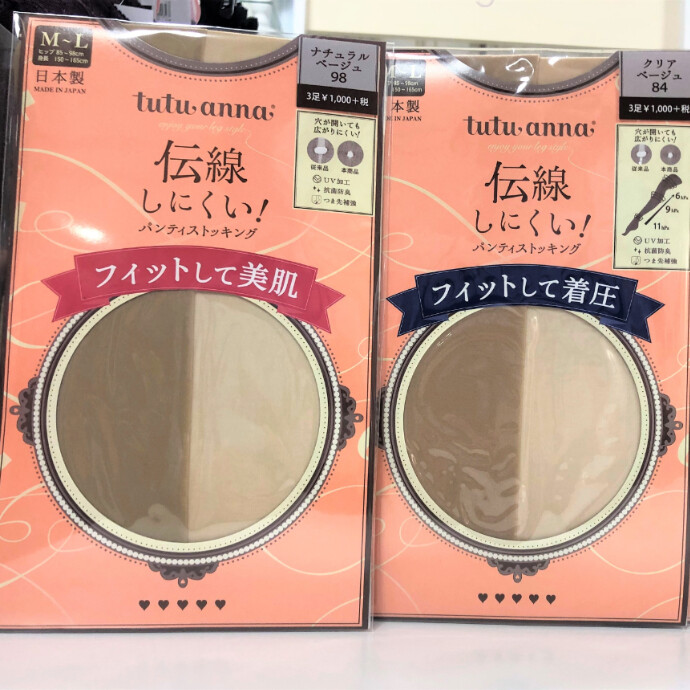 M~L
ヒップ 85~98cm
身長 150~165cm
日本製
MADE IN JAPAN
ナチュラル
ベージュ
98
3足¥1,000+税
tutu anna®
穴が開いても
広がりにくい!
従来品 本商品
UV加工
抗菌防臭
つま先補強
伝線
しにくい!
パンティストッキング
フィットして美肌
M~L
日本製
MADE IN JAPAN
クリア
ベージュ
84
3足¥1,000+税
tutu anna®
穴が開いても
広がりにくい!
従来品 本商品
6hPa
9hPa
11hPa
UV加工
抗菌防臭
つま先補強
伝線
しにくい!
パンティストッキング
フィットして着圧